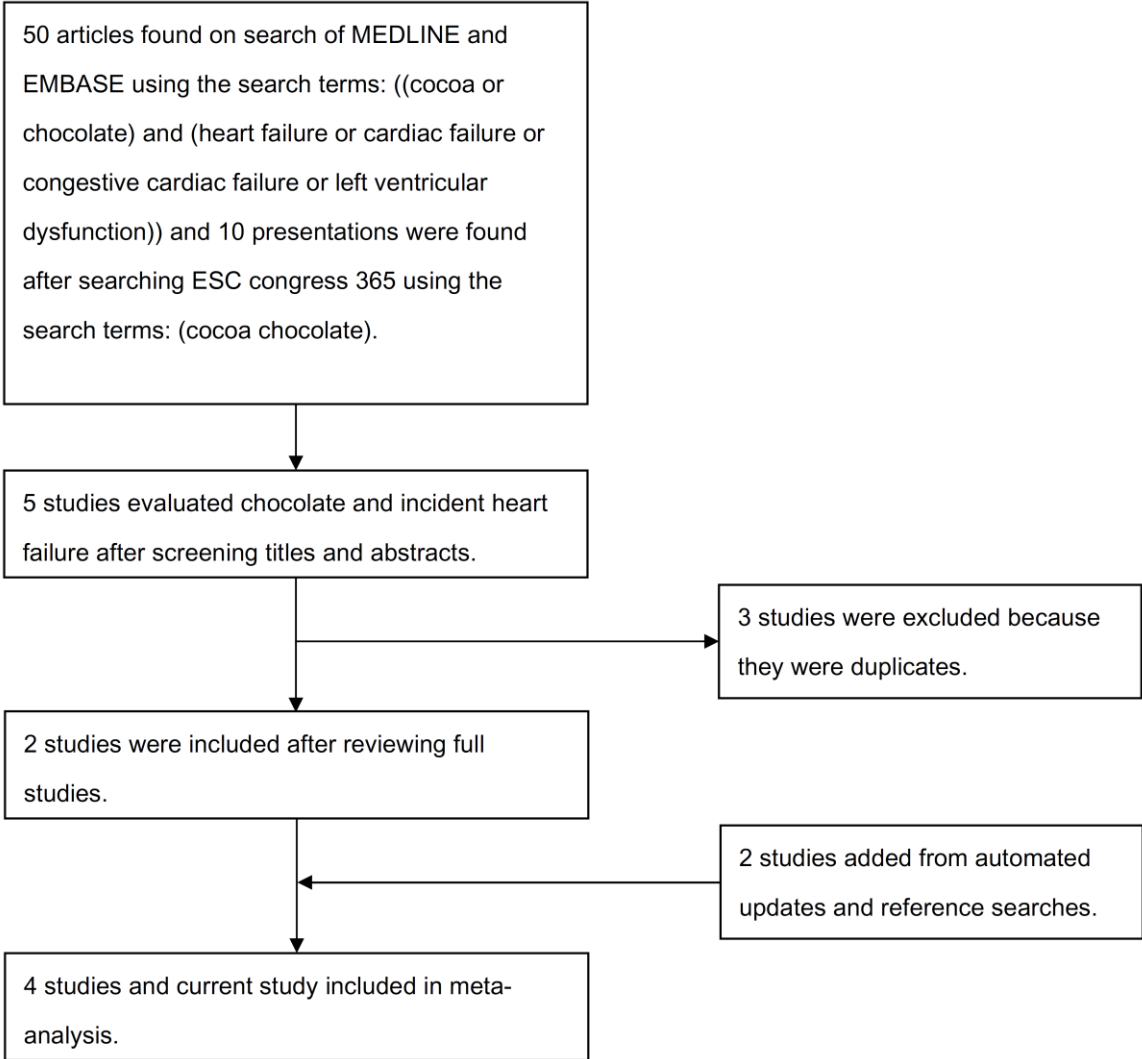 50 articles found on search of MEDLINE and
EMBASE using the search terms: ((cocoa or
chocolate) and (heart failure or cardiac failure or
congestive cardiac failure or left ventricular
dysfunction)) and 10 presentations were found
after searching ESC congress 365 using the
search terms: (cocoa chocolate).
5 studies evaluated chocolate and incident heart
failure after screening titles and abstracts.
3 studies were excluded because
they were duplicates.
2 studies were included after reviewing full
studies.
2 studies added from automated
updates and reference searches.
4 studies and current study included in meta-
analysis.